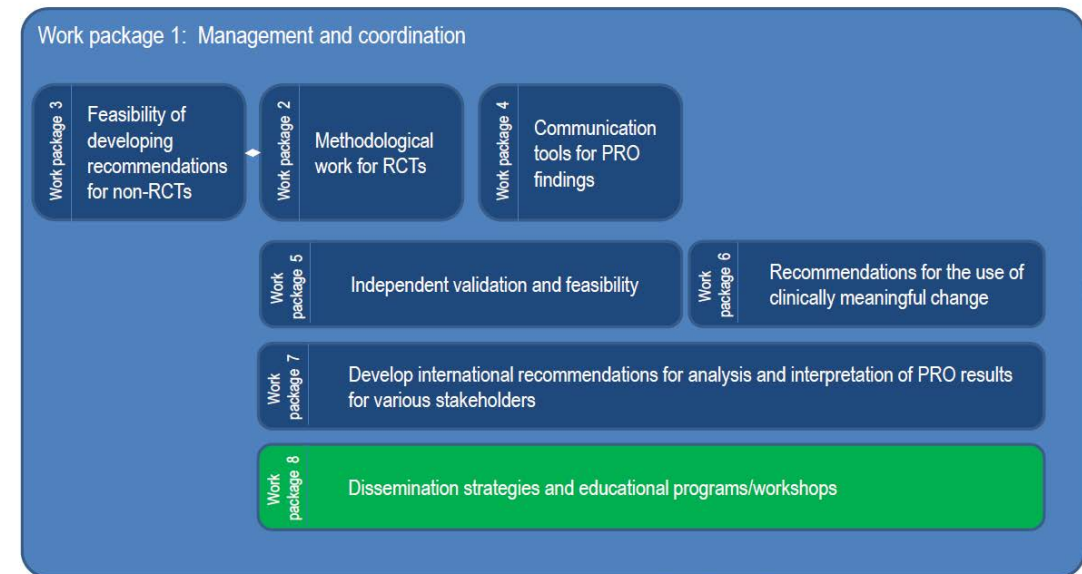 Work package 1:  Management and coordination
Work package 3
Feasibility of
developing
recommendations
for non-RCTs
Work package 2
Methodological
work for RCTs
Work package 4
Communication
tools for PRO
findings
Work
package 5
Independent validation and feasibility
Work
package 6
Recommendations for the use of
clinically meaningful change
Work
package 7
Develop international recommendations for analysis and interpretation of PRO results
for various stakeholders
Work
package 8
Dissemination strategies and educational programs/workshops